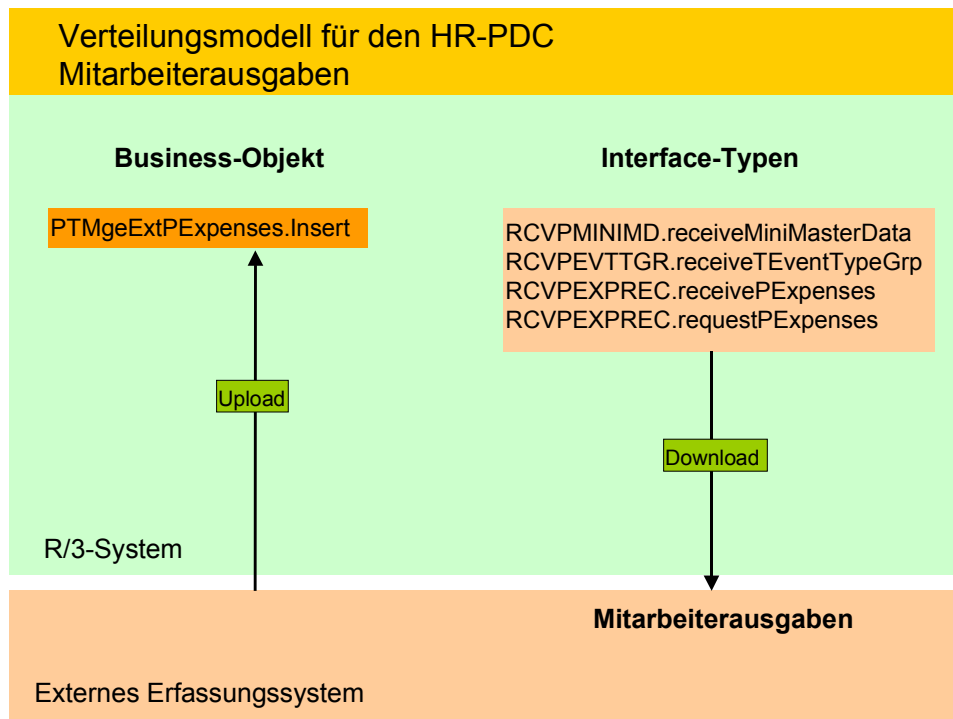 Verteilungsmodell für den HR-PDC
Mitarbeiterausgaben
Business-Objekt
Interface-Typen
PTMgeExtPExpenses.Insert
RCVPMINIMD.receiveMiniMasterData
RCVPEVTTGR.receiveTEventTypeGrp
RCVPEXPREC.receivePExpenses
RCVPEXPREC.requestPExpenses
Upload
Download
R/3-System
Mitarbeiterausgaben
Externes Erfassungssystem